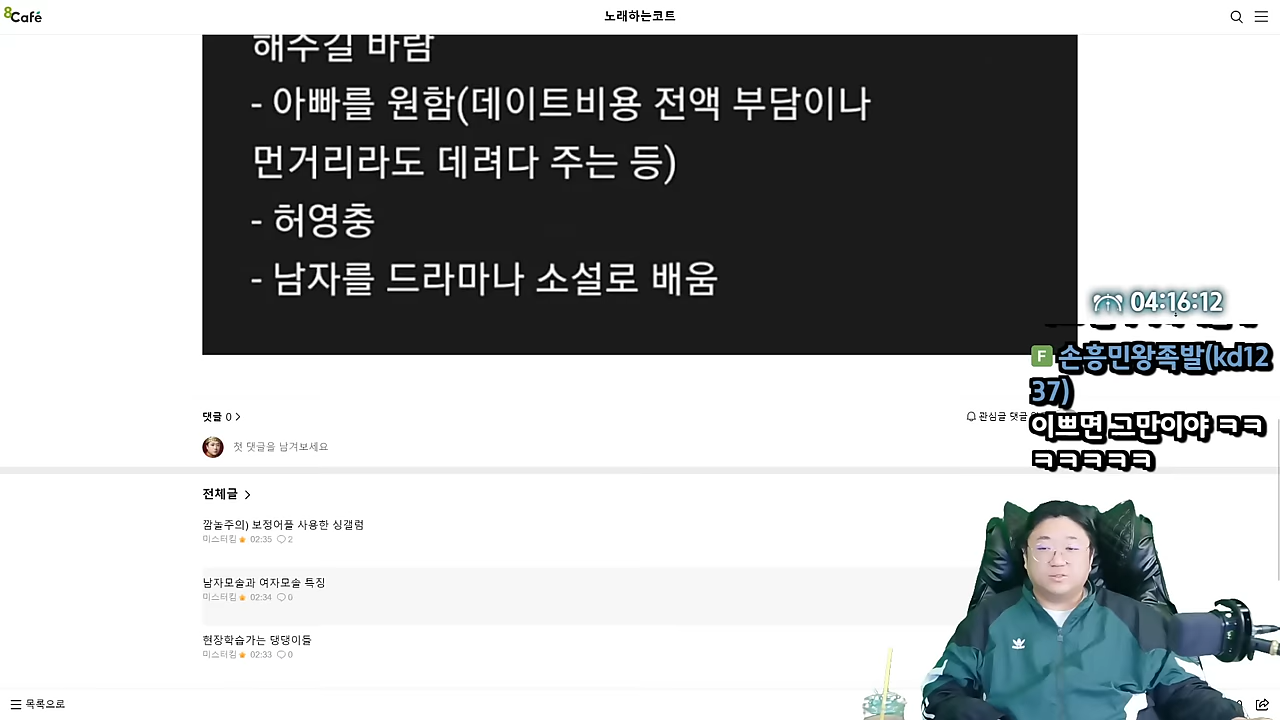 8Café
노래하는코트
해주길 바람
- 아빠를 원함(데이트비용 전액 부담이나
먼거리라도 데려다 주는 등)
- 허영충
- 남자를 드라마나 소설로 배움
04:16:12
F 손흥민왕족발(kd12
37)
이쁘면 그만이야 ㅋㅋ
ㅋㅋㅋㅋㅋ
댓글 0 >
관심글 댓글
첫 댓글을 남겨보세요
전체글 >
깜놀주의) 보정어플 사용한 싱갤럼
미스터킴 02:35 2
남자모솔과 여자모솔 특징
미스터킴 02:34 0
현장학습가는 댕댕이들
미스터킴 02:33 0
목록으로